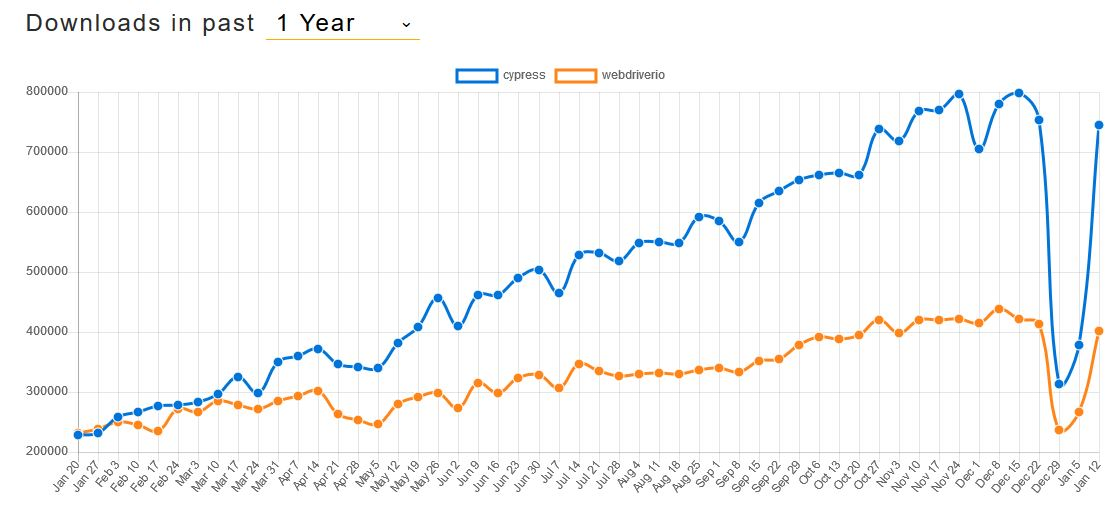 Downloads in past 1 Year
cypress webdriverio
800000
700000
600000
500000
400000
300000
200000
Jan 20 Jan 27 Feb 3 Feb 10 Feb 17 Feb 24 Mar 3 Mar 10 Mar 17 Mar 24 Mar 31 Apr 7 Apr 14 Apr 21 Apr 28 May 5 May 12 May 19 May 26 Jun 2 Jun 9 Jun 16 Jun 23 Jun 30 Jul 7 Jul 14 Jul 21 Jul 28 Aug 4 Aug 11 Aug 18 Aug 25 Sep 1 Sep 8 Sep 15 Sep 22 Sep 29 Oct 6 Oct 13 Oct 20 Oct 27 Nov 3 Nov 10 Nov 17 Nov 24 Dec 1 Dec 8 Dec 15 Dec 22 Dec 29 Jan 5 Jan 12